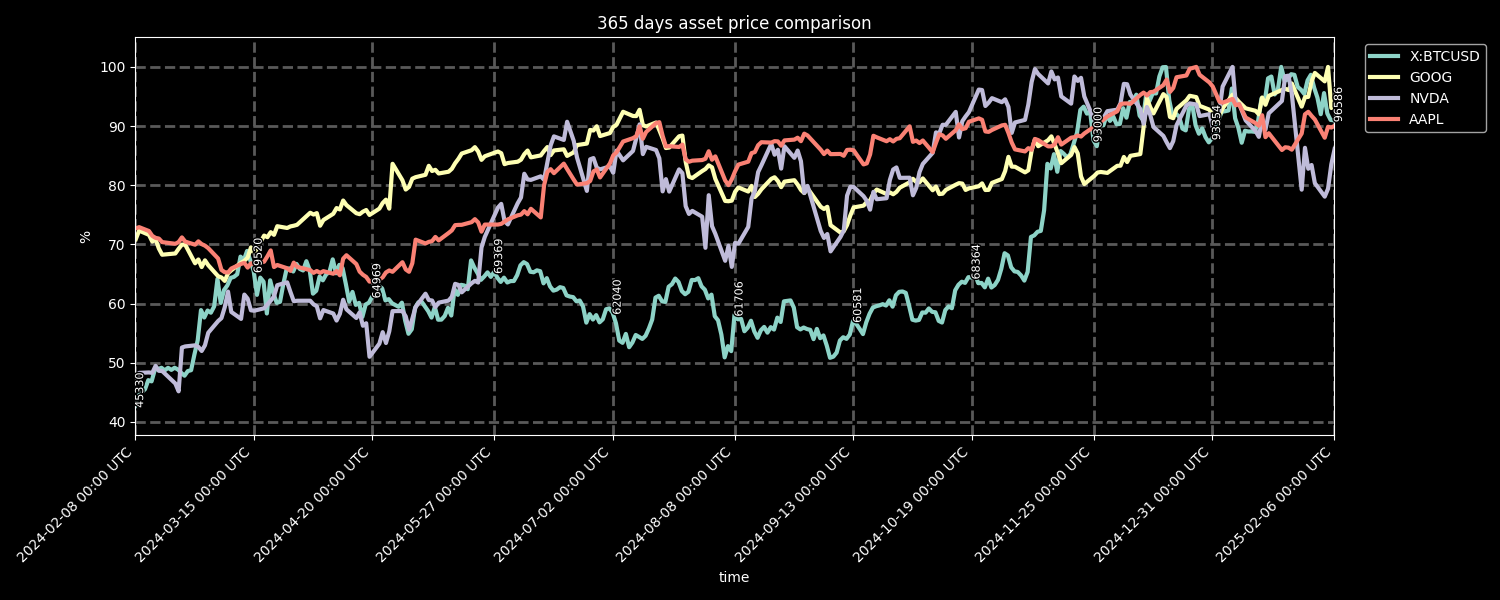 365 days asset price comparison
X:BTCUSD
GOOG
NVDA
AAPL
%
100
90
80
70
60
50
40
45330
69520
64969
69369
62040
61706
60581
68364
93000
93354
96586
2024-02-08 00:00 UTC
2024-03-15 00:00 UTC
2024-04-20 00:00 UTC
2024-05-27 00:00 UTC
2024-07-02 00:00 UTC
2024-08-08 00:00 UTC
2024-09-13 00:00 UTC
2024-10-19 00:00 UTC
2024-11-25 00:00 UTC
2024-12-31 00:00 UTC
2025-02-06 00:00 UTC
time